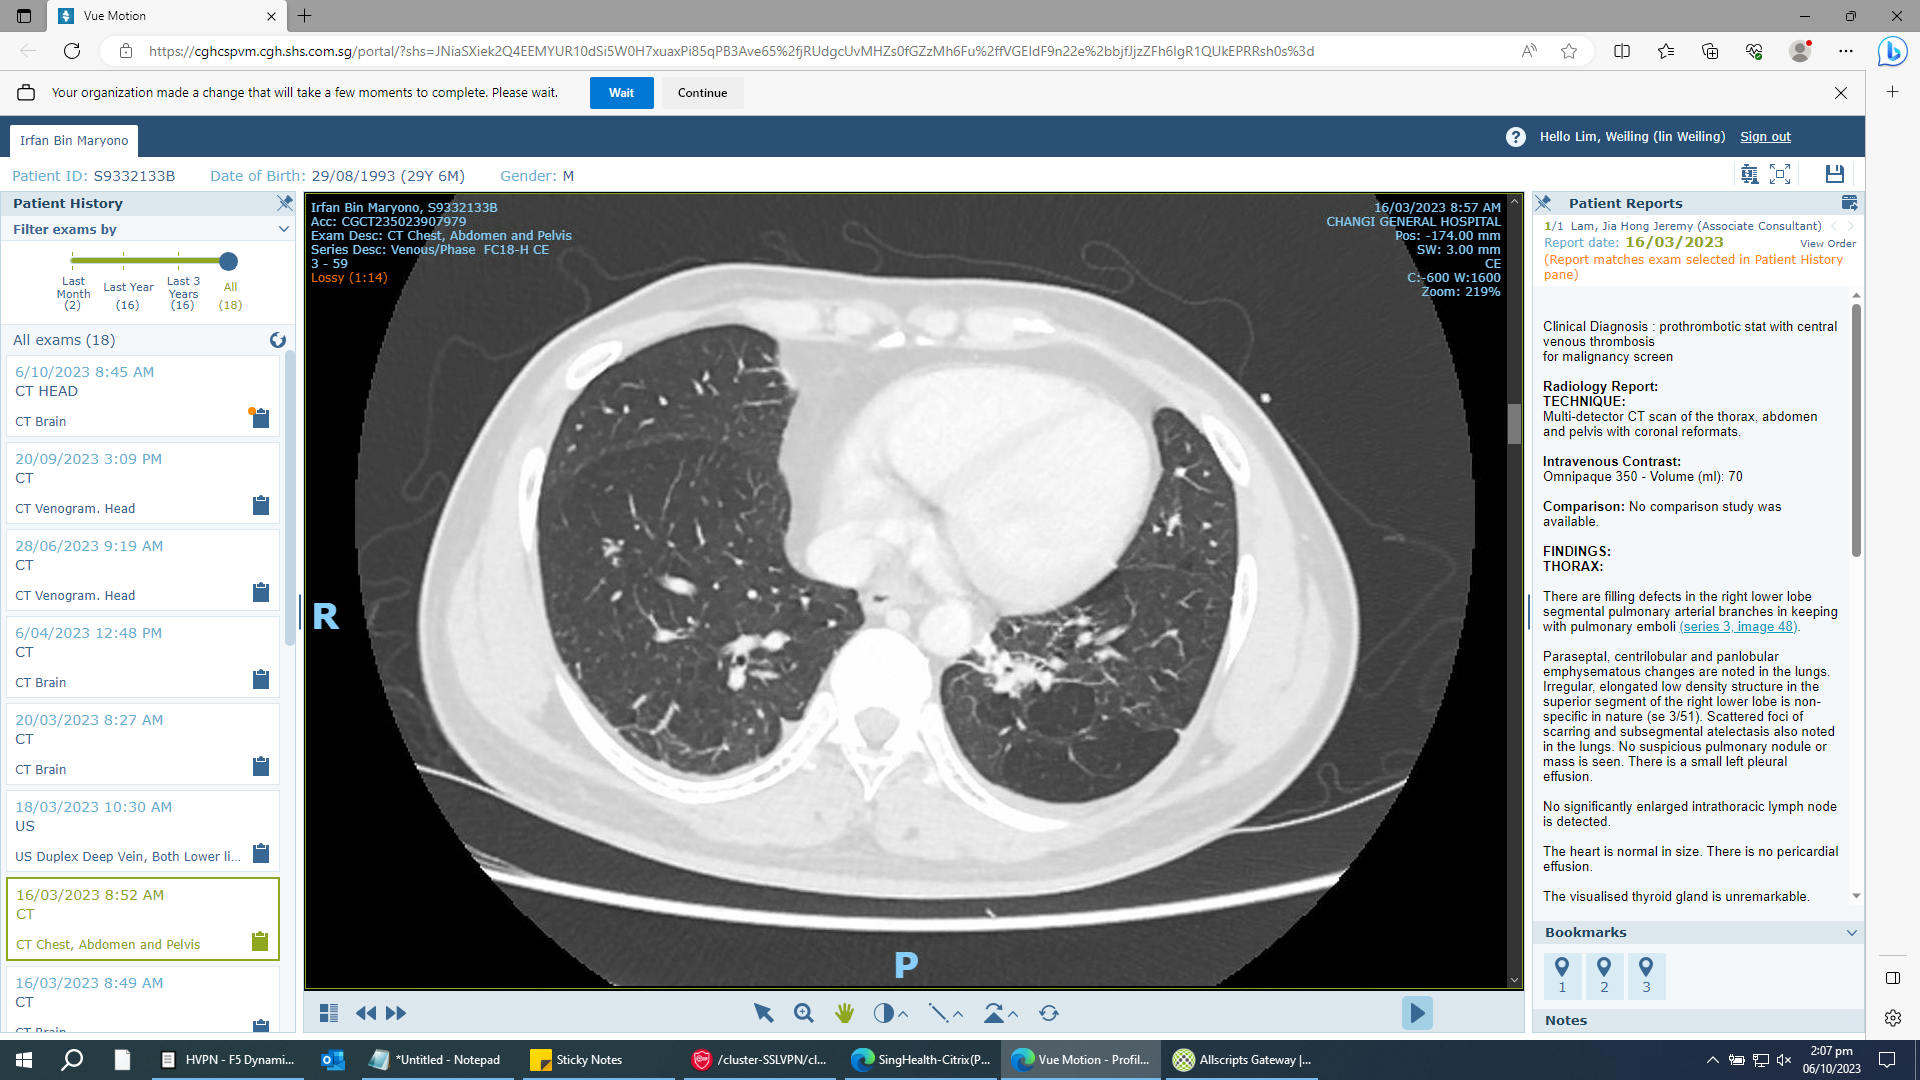 Vue Motion
https://cghcspvm.cgh.shs.com.sg/portal/?shs=JNiaSXiek2Q4EEMYUR10dSi5W0H7xuaxPi85qPB3Ave65%2fjRUdgcUvMHZs0fGZzMh6Fu%2ffVGEIdF9n22e%2bbjfJjzZFh6IgR1QUkEPRRsh0s%3d
Your organization made a change that will take a few moments to complete. Please wait.
Wait
Continue
Irfan Bin Maryono
Hello Lim, Weiling (lin Weiling)
Sign out
Patient ID: S9332133B
Date of Birth: 29/08/1993 (29Y 6M)
Gender: M
Patient History
Filter exams by
Last Month (2)
Last Year (16)
Last 3 Years (16)
All (18)
All exams (18)
6/10/2023 8:45 AM
CT HEAD
CT Brain
20/09/2023 3:09 PM
CT
CT Venogram. Head
28/06/2023 9:19 AM
CT
CT Venogram. Head
6/04/2023 12:48 PM
CT
CT Brain
20/03/2023 8:27 AM
CT
CT Brain
18/03/2023 10:30 AM
US
US Duplex Deep Vein, Both Lower li...
16/03/2023 8:52 AM
CT
CT Chest, Abdomen and Pelvis
16/03/2023 8:49 AM
CT
CT Brain
Irfan Bin Maryono, S9332133B
Acc: CGCT235023907979
Exam Desc: CT Chest, Abdomen and Pelvis
Series Desc: Venous/Phase FC18-H CE
3 - 59
Lossy (1:14)
16/03/2023 8:57 AM
CHANGI GENERAL HOSPITAL
Pos: -174.00 mm
SW: 3.00 mm
CE
C:-600 W:1600
Zoom: 219%
R
P
Patient Reports
1/1 Lam, Jia Hong Jeremy (Associate Consultant)
Report date: 16/03/2023
View Order
(Report matches exam selected in Patient History
pane)
Clinical Diagnosis : prothrombotic stat with central
venous thrombosis
for malignancy screen
Radiology Report:
TECHNIQUE:
Multi-detector CT scan of the thorax, abdomen
and pelvis with coronal reformats.
Intravenous Contrast:
Omnipaque 350 - Volume (ml): 70
Comparison: No comparison study was
available.
FINDINGS:
THORAX:
There are filling defects in the right lower lobe
segmental pulmonary arterial branches in keeping
with pulmonary emboli (series 3, image 48).
Paraseptal, centrilobular and panlobular
emphysematous changes are noted in the lungs.
Irregular, elongated low density structure in the
superior segment of the right lower lobe is non-
specific in nature (se 3/51). Scattered foci of
scarring and subsegmental atelectasis also noted
in the lungs. No suspicious pulmonary nodule or
mass is seen. There is a small left pleural
effusion.
No significantly enlarged intrathoracic lymph node
is detected.
The heart is normal in size. There is no pericardial
effusion.
The visualised thyroid gland is unremarkable.
Bookmarks
1
2
3
Notes
HVPN - F5 Dynami...
*Untitled - Notepad
Sticky Notes
/cluster-SSLVPN/cl...
SingHealth-Citrix(P...
Vue Motion - Profil...
Allscripts Gateway |...
2:07 pm
06/10/2023